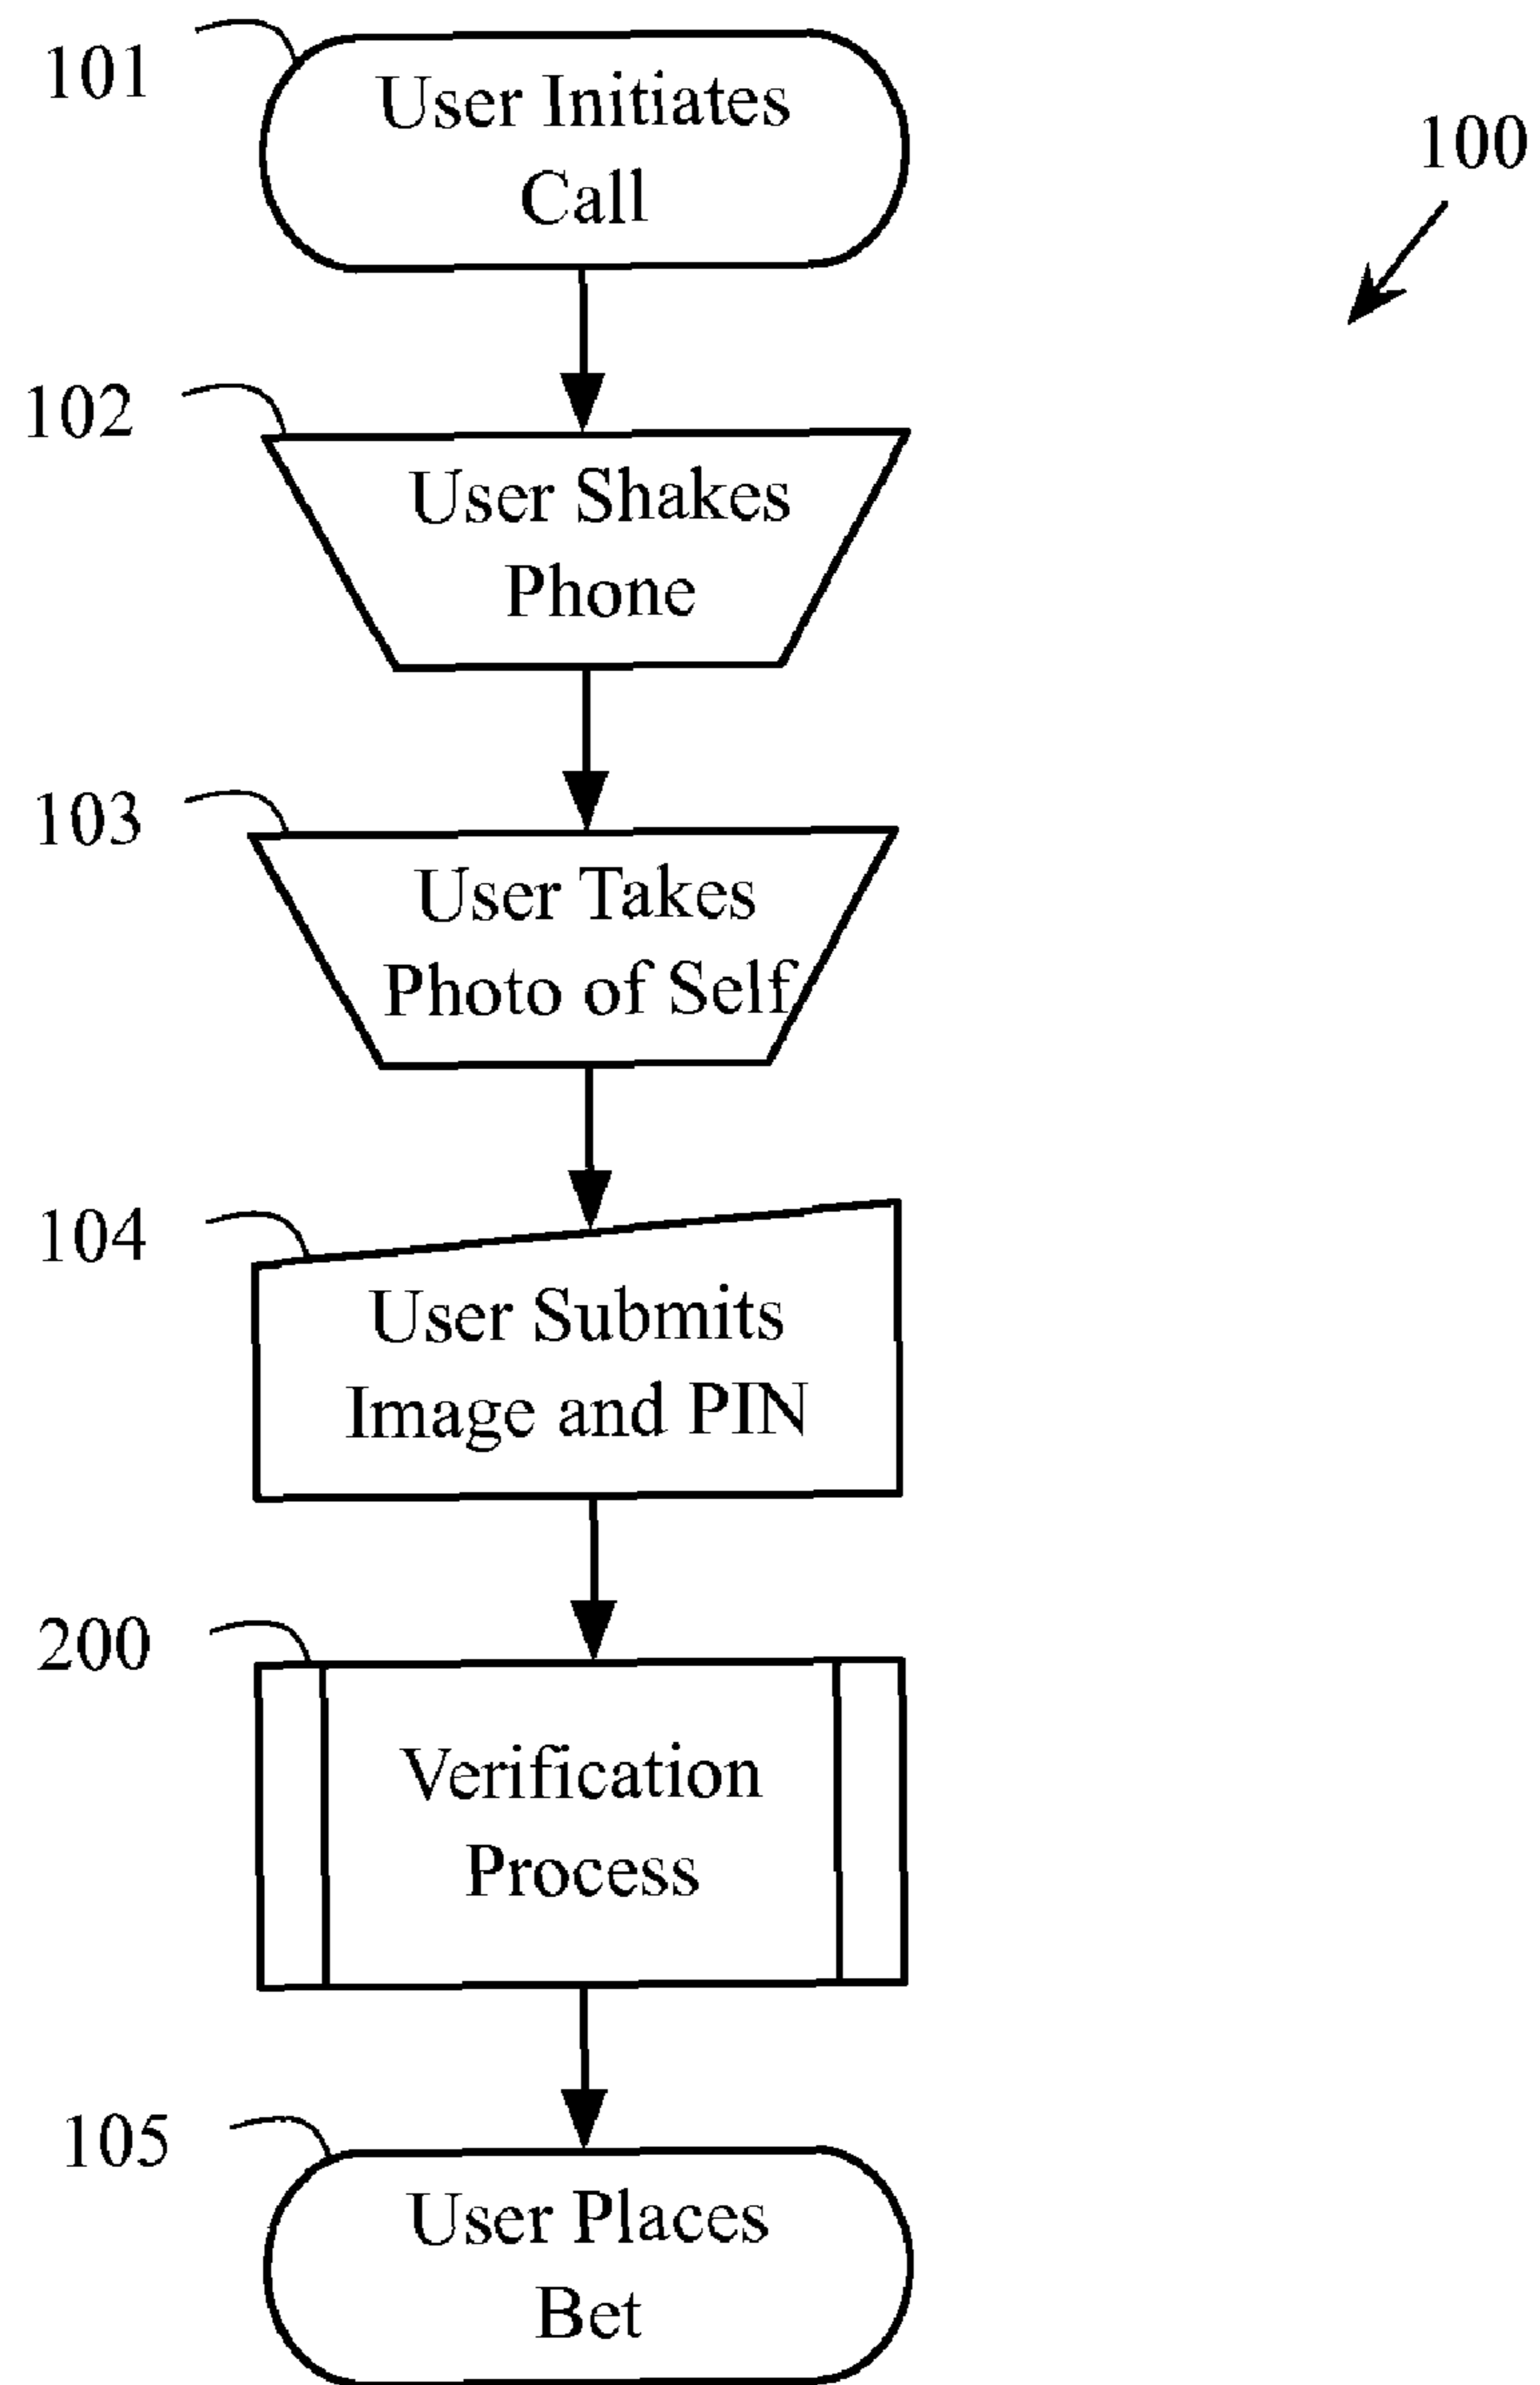 101
User Initiates
Call
100
102
User Shakes
Phone
103
User Takes
Photo of Self
104
User Submits
Image and PIN
200
Verification
Process
105
User Places
Bet